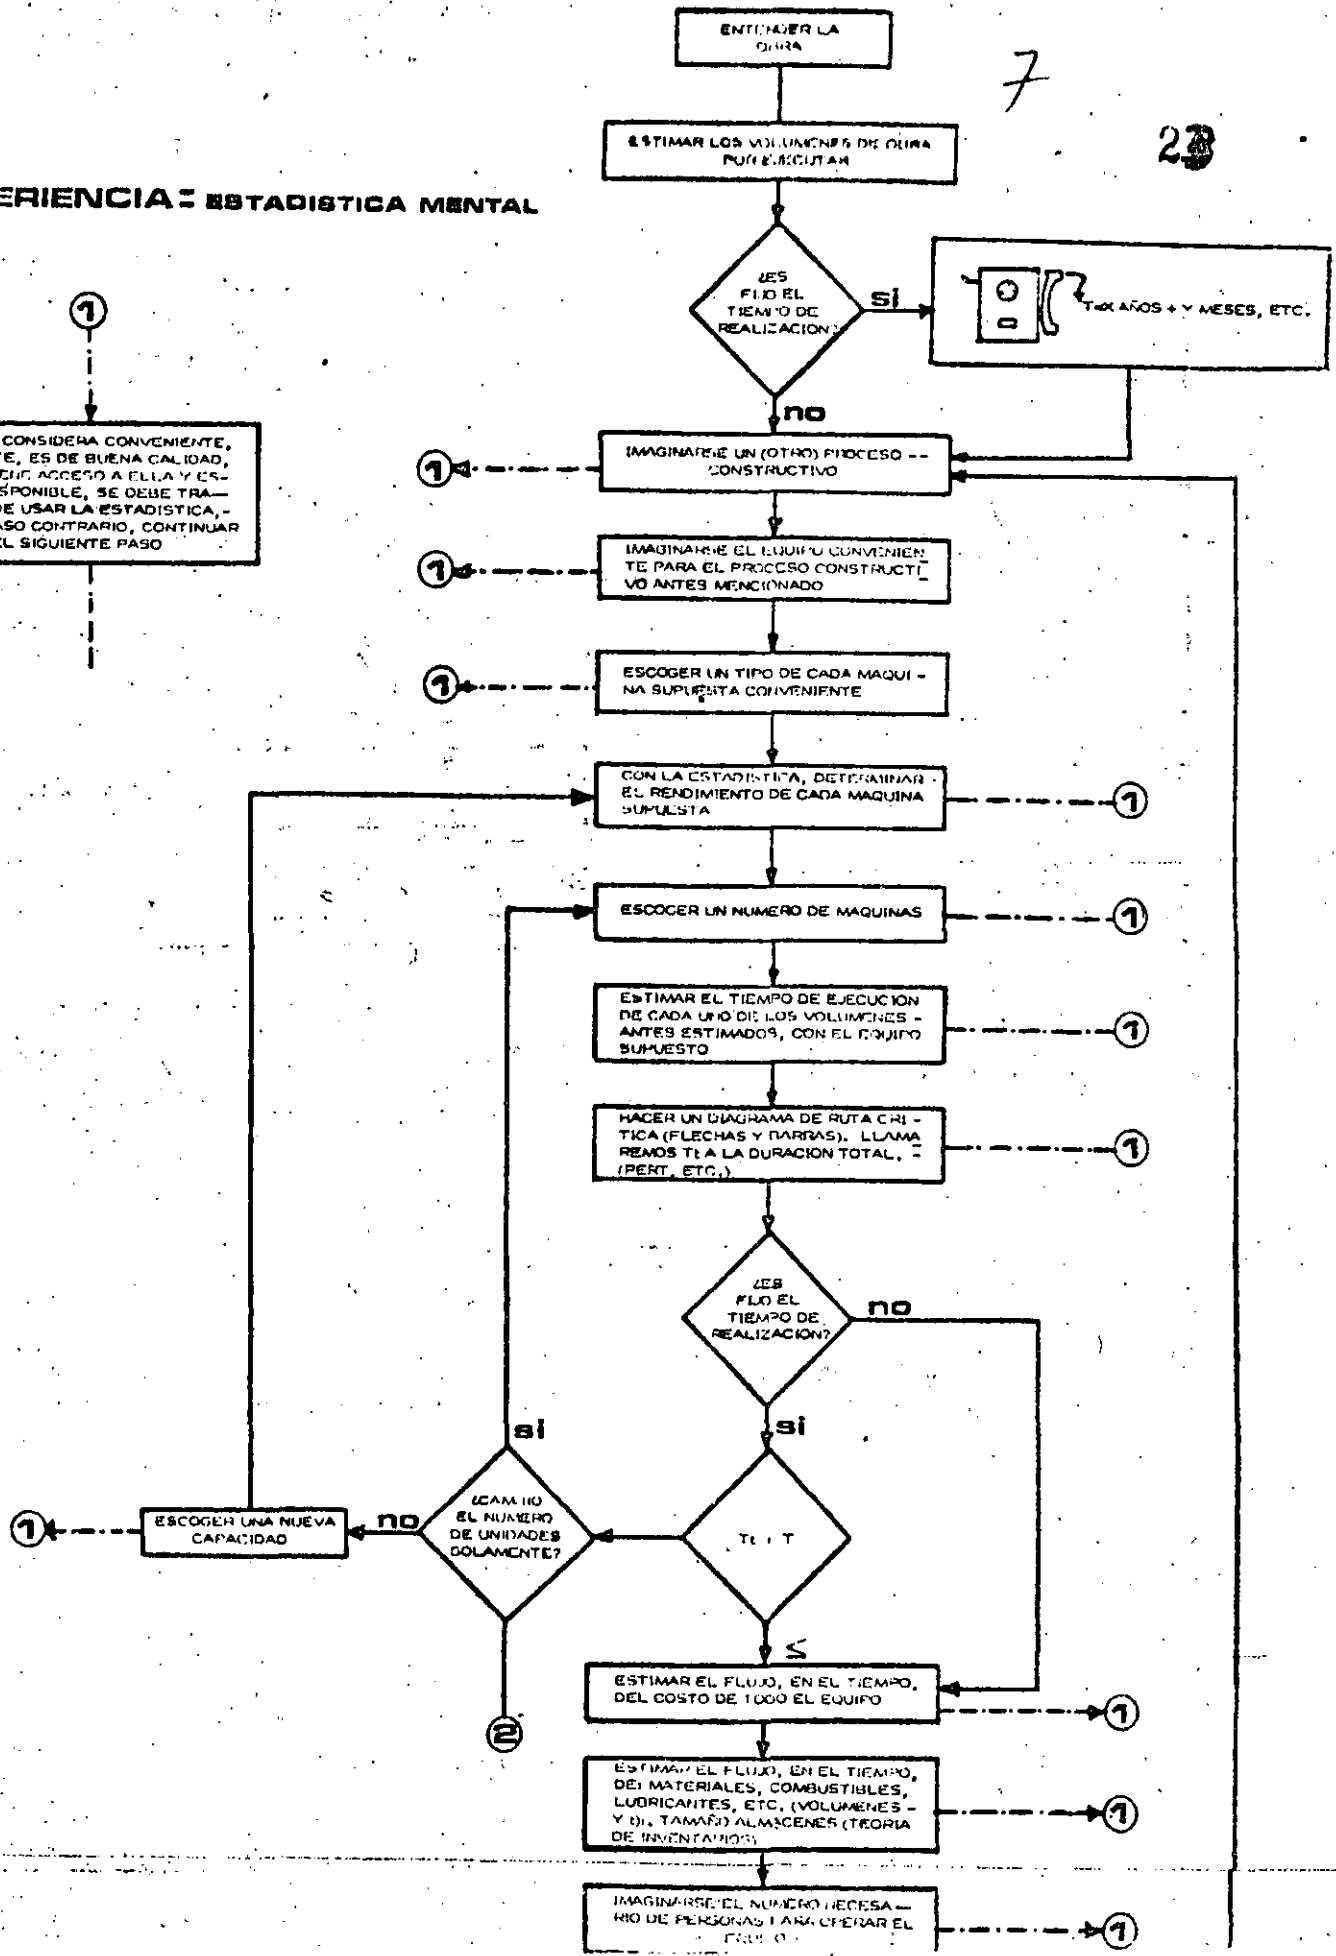 ENTENDER LA
OBRA
7
ESTIMAR LOS VOLUMENES DE OBRA
POR EJECUTAR
23
ERIENCIA = ESTADISTICA MENTAL
¿ES
FIJO EL
TIEMPO DE
REALIZACION?
si
T=X AÑOS + Y MESES, ETC.
no
1
CONSIDERA CONVENIENTE,
TE, ES DE BUENA CALIDAD,
ENE ACCESO A ELLA Y ES-
SPONIBLE, SE DEBE TRA-
DE USAR LA ESTADISTICA,-
ASO CONTRARIO, CONTINUAR
EL SIGUIENTE PASO
IMAGINARSE UN (OTRO) PROCESO --
CONSTRUCTIVO
1
IMAGINARSE EL EQUIPO CONVENIEN
TE PARA EL PROCESO CONSTRUCTI
VO ANTES MENCIONADO
1
ESCOGER UN TIPO DE CADA MAQUI -
NA SUPUESTA CONVENIENTE
1
CON LA ESTADISTICA, DETERMINAR -
EL RENDIMIENTO DE CADA MAQUINA
SUPUESTA
1
ESCOGER UN NUMERO DE MAQUINAS
1
ESTIMAR EL TIEMPO DE EJECUCION
DE CADA UNO DE LOS VOLUMENES -
ANTES ESTIMADOS, CON EL EQUIPO
SUPUESTO
1
HACER UN DIAGRAMA DE RUTA CRI -
TICA (FLECHAS Y BARRAS). LLAMA
REMOS Tt A LA DURACION TOTAL, -
(PERT, ETC.)
1
¿ES
FIJO EL
TIEMPO DE
REALIZACION?
no
si
Tt : T
≤
¿CAMBIO
EL NUMERO
DE UNIDADES
SOLAMENTE?
si
no
ESCOGER UNA NUEVA
CAPACIDAD
1
2
ESTIMAR EL FLUJO, EN EL TIEMPO,
DEL COSTO DE TODO EL EQUIPO
1
ESTIMAR EL FLUJO, EN EL TIEMPO,
DE MATERIALES, COMBUSTIBLES,
LUBRICANTES, ETC. (VOLUMENES -
Y TAMAÑO ALMACENES (TEORIA
DE INVENTARIOS)
1
IMAGINARSE EL NUMERO NECESA -
RIO DE PERSONAS PARA OPERAR EL
EQUIPO
1